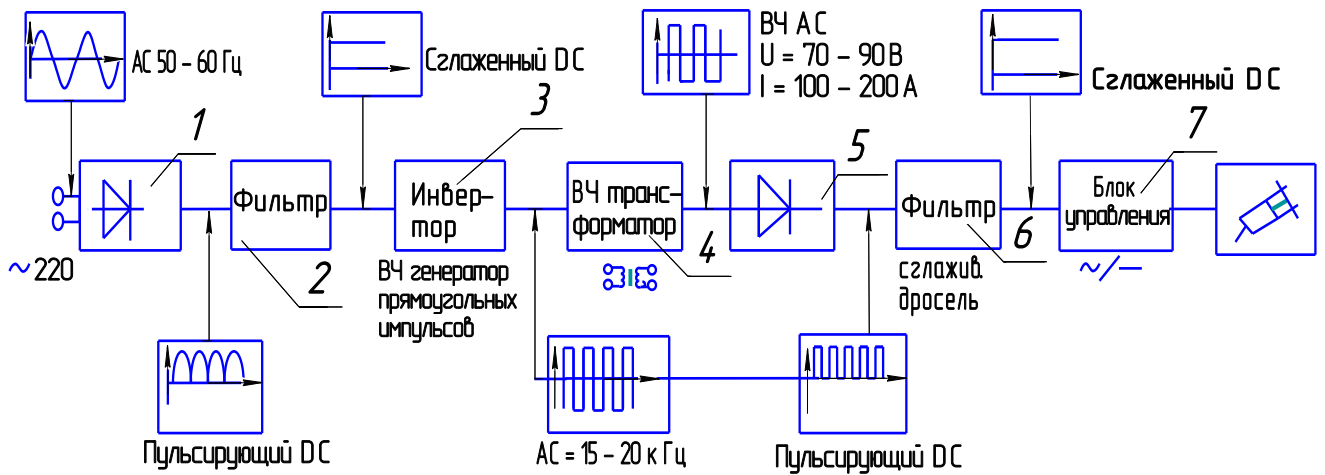 АС 50 – 60 Гц
Сглаженный DC
ВЧ АС
U = 70 – 90 В
I = 100 – 200 А
Сглаженный DC
1
3
5
7
Фильтр
Инвер-
тор
ВЧ транс-
форматор
Фильтр
Блок
управления
2
4
6
~ 220
ВЧ генератор
прямоугольных
импульсов
сглажив.
дросель
~/—
Пульсирующий DC
АС = 15 – 20 к Гц
Пульсирующий DC